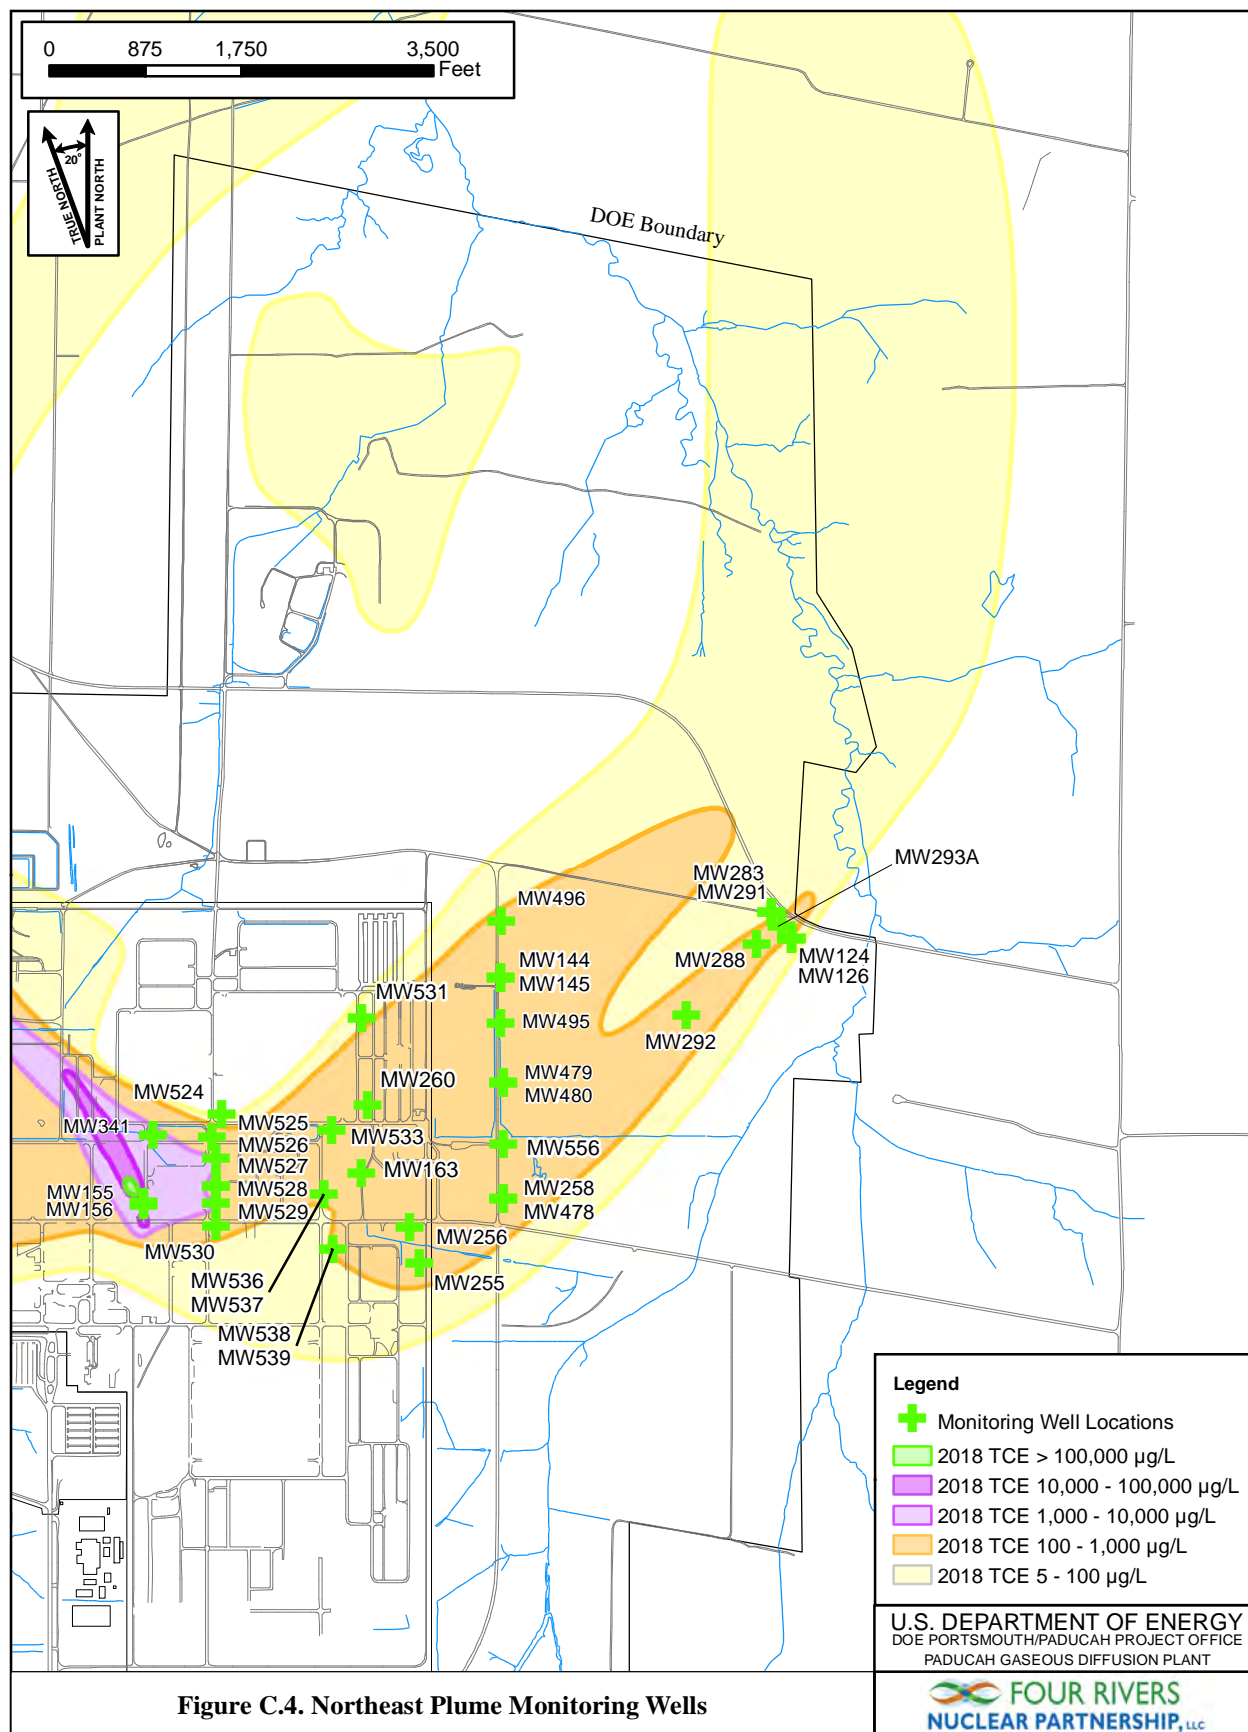 0 875 1,750 3,500
Feet
20°
TRUE NORTH
PLANT NORTH
DOE Boundary
MW293A
MW283
MW291
MW496
MW124
MW126
MW288
MW144
MW145
MW531
MW495
MW292
MW479
MW480
MW260
MW524
MW525
MW341
MW526
MW533
MW556
MW527
MW163
MW155
MW156
MW528
MW258
MW478
MW529
MW530
MW256
MW255
MW536
MW537
MW538
MW539
Legend
Monitoring Well Locations
2018 TCE > 100,000 µg/L
2018 TCE 10,000 - 100,000 µg/L
2018 TCE 1,000 - 10,000 µg/L
2018 TCE 100 - 1,000 µg/L
2018 TCE 5 - 100 µg/L
U.S. DEPARTMENT OF ENERGY
DOE PORTSMOUTH/PADUCAH PROJECT OFFICE
PADUCAH GASEOUS DIFFUSION PLANT
Figure C.4. Northeast Plume Monitoring Wells
FOUR RIVERS
NUCLEAR PARTNERSHIP, LLC